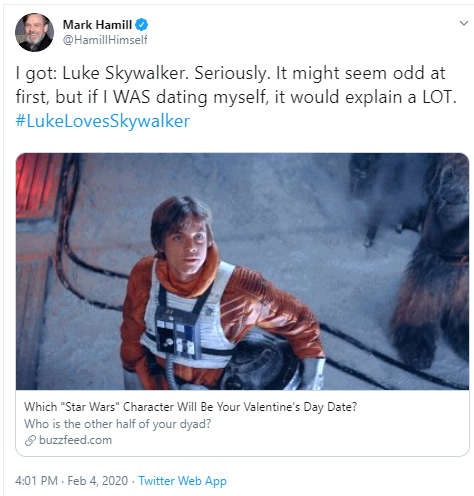 Mark Hamill
@HamillHimself
I got: Luke Skywalker. Seriously. It might seem odd at
first, but if I WAS dating myself, it would explain a LOT.
#LukeLovesSkywalker
Which "Star Wars" Character Will Be Your Valentine's Day Date?
Who is the other half of your dyad?
buzzfeed.com
4:01 PM · Feb 4, 2020 · Twitter Web App